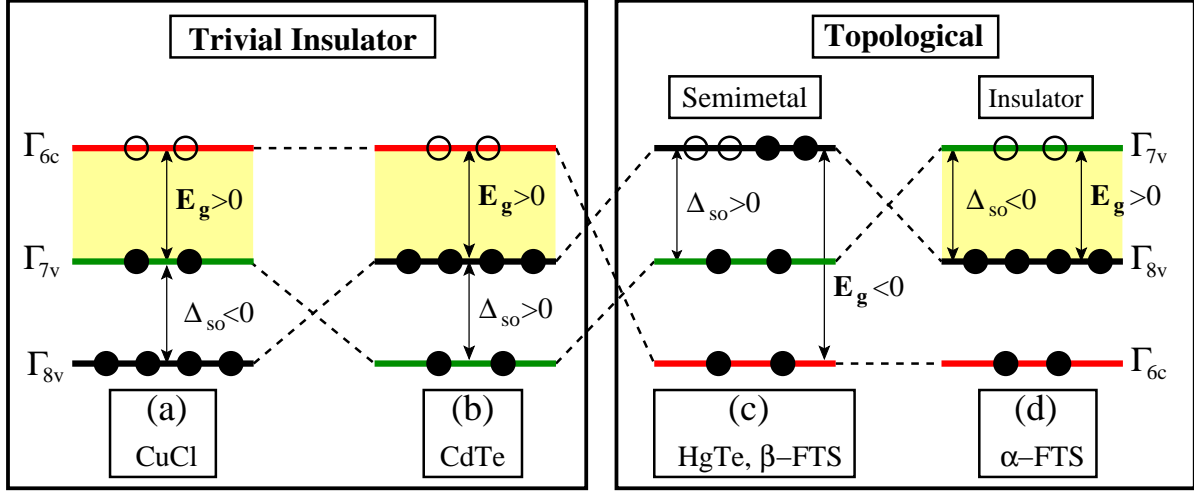 Trivial Insulator
Topological
Semimetal
Insulator
Γ6c
Γ7v
Γ8v
Eg>0
Δso<0
Eg>0
Δso>0
Δso>0
Eg<0
Δso<0
Eg>0
Γ7v
Γ8v
Γ6c
(a)
CuCl
(b)
CdTe
(c)
HgTe, β−FTS
(d)
α−FTS